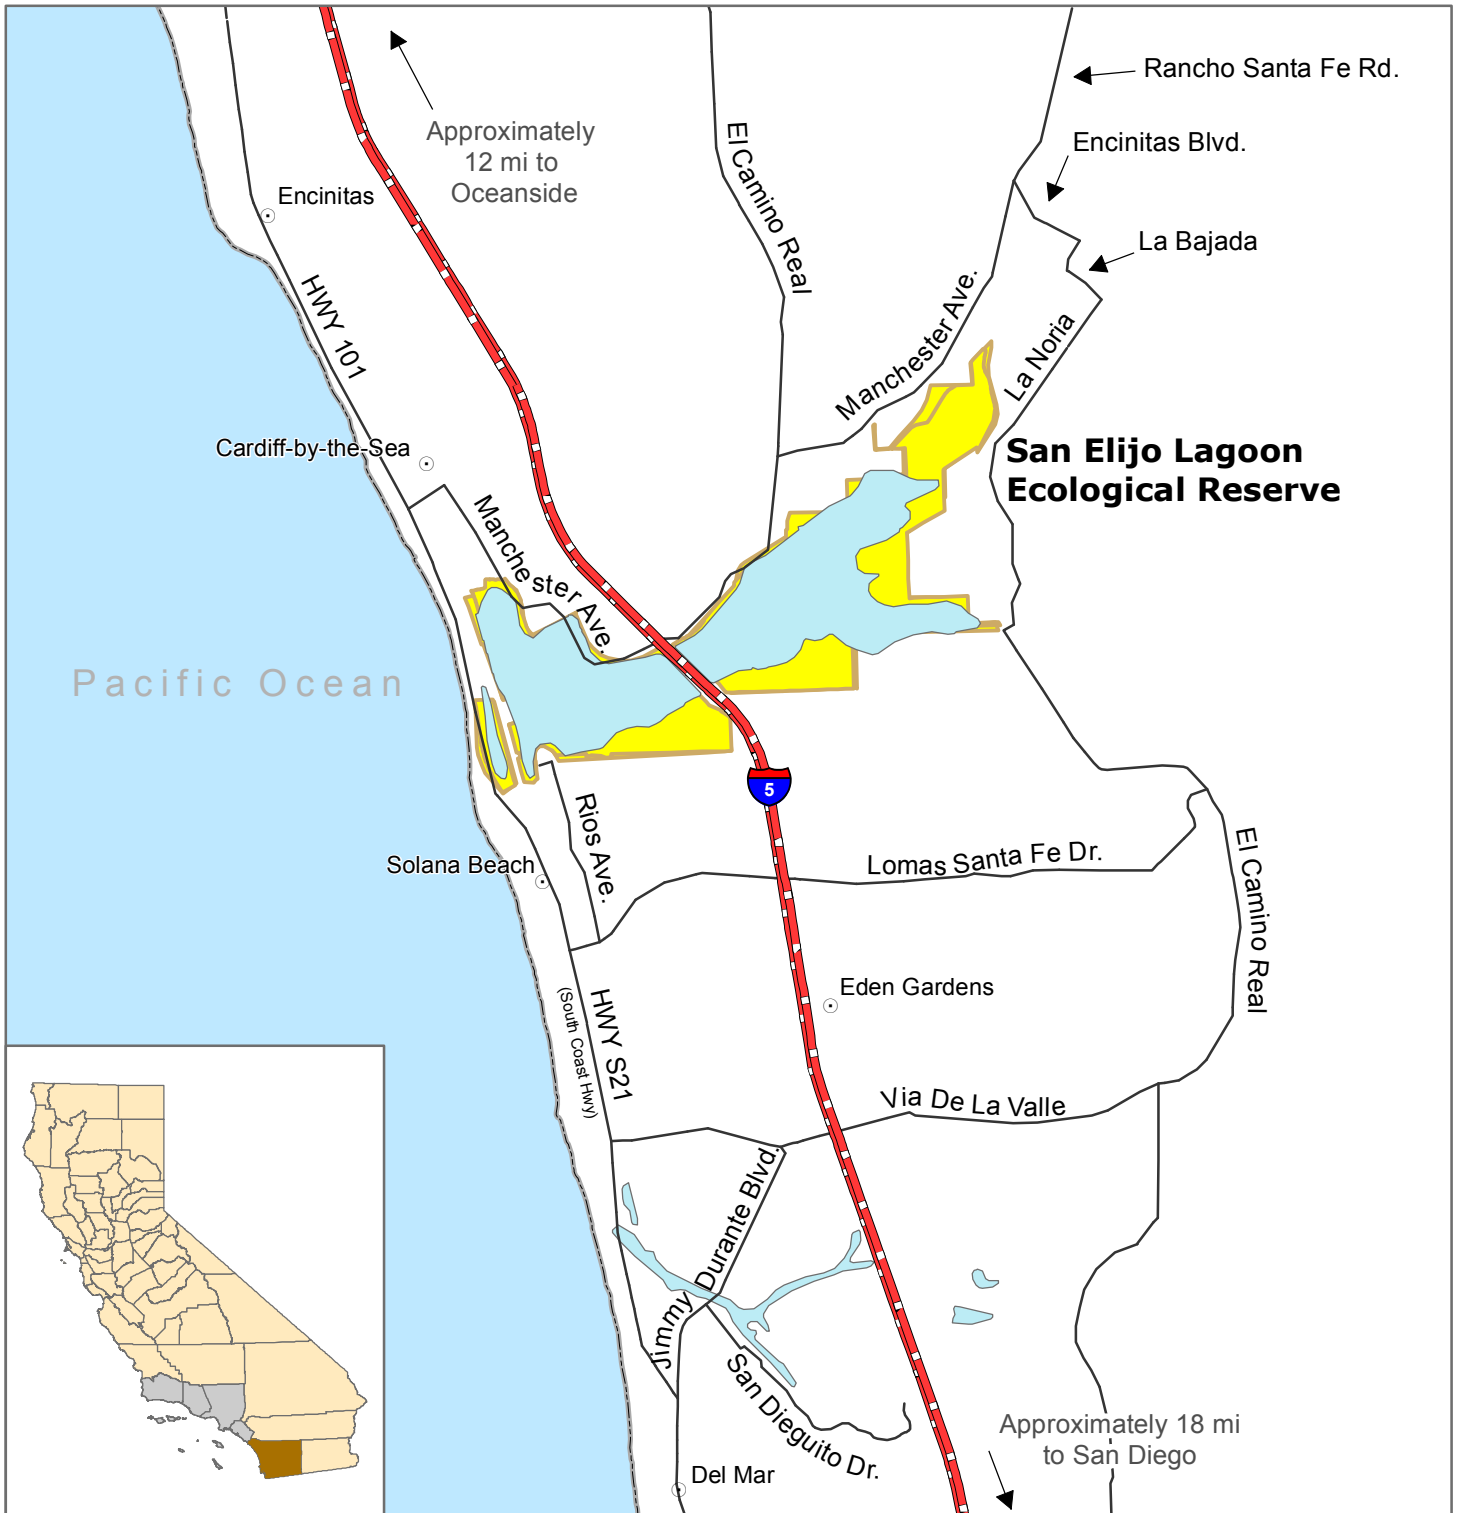 Rancho Santa Fe Rd.
Approximately
12 mi to
Oceanside
Encinitas Blvd.
El Camino Real
Encinitas
La Bajada
HWY 101
Manchester Ave.
La Noria
Cardiff-by-the-Sea
San Elijo Lagoon
Ecological Reserve
Manchester Ave.
Pacific Ocean
5
Rios Ave.
Solana Beach
Lomas Santa Fe Dr.
El Camino Real
Eden Gardens
HWY S21
(South Coast Hwy)
Via De La Valle
Jimmy Durante Blvd.
San Dieguito Dr.
Approximately 18 mi
to San Diego
Del Mar